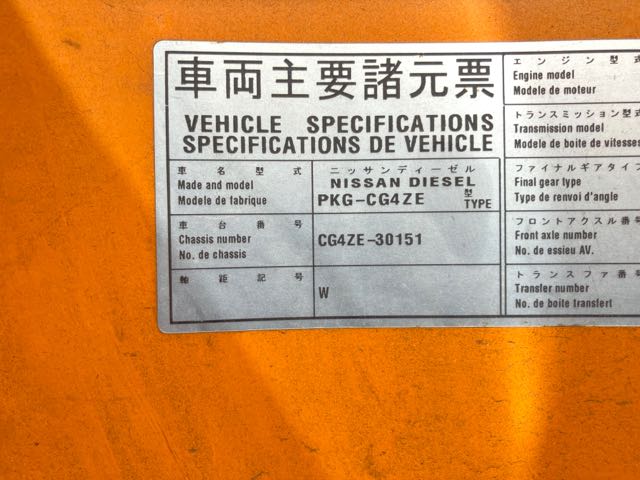 車両主要諸元票
VEHICLE SPECIFICATIONS
SPECIFICATIONS DE VEHICLE
車名型式
Made and model
Modele de fabrique
ニッサンディーゼル
NISSAN DIESEL
PKG-CG4ZE 型 TYPE
車台番号
Chassis number
No. de chassis
CG4ZE-30151
軸距記号
W
エンジン型式
Engine model
Modele de moteur
トランスミッション型式
Transmission model
Modele de boite de vitesses
ファイナルギアタイプ
Final gear type
Type de renvoi d'angle
フロントアクスル番号
Front axle number
No. de essieu AV.
トランスファ番号
Transfer number
No. de boite transfert